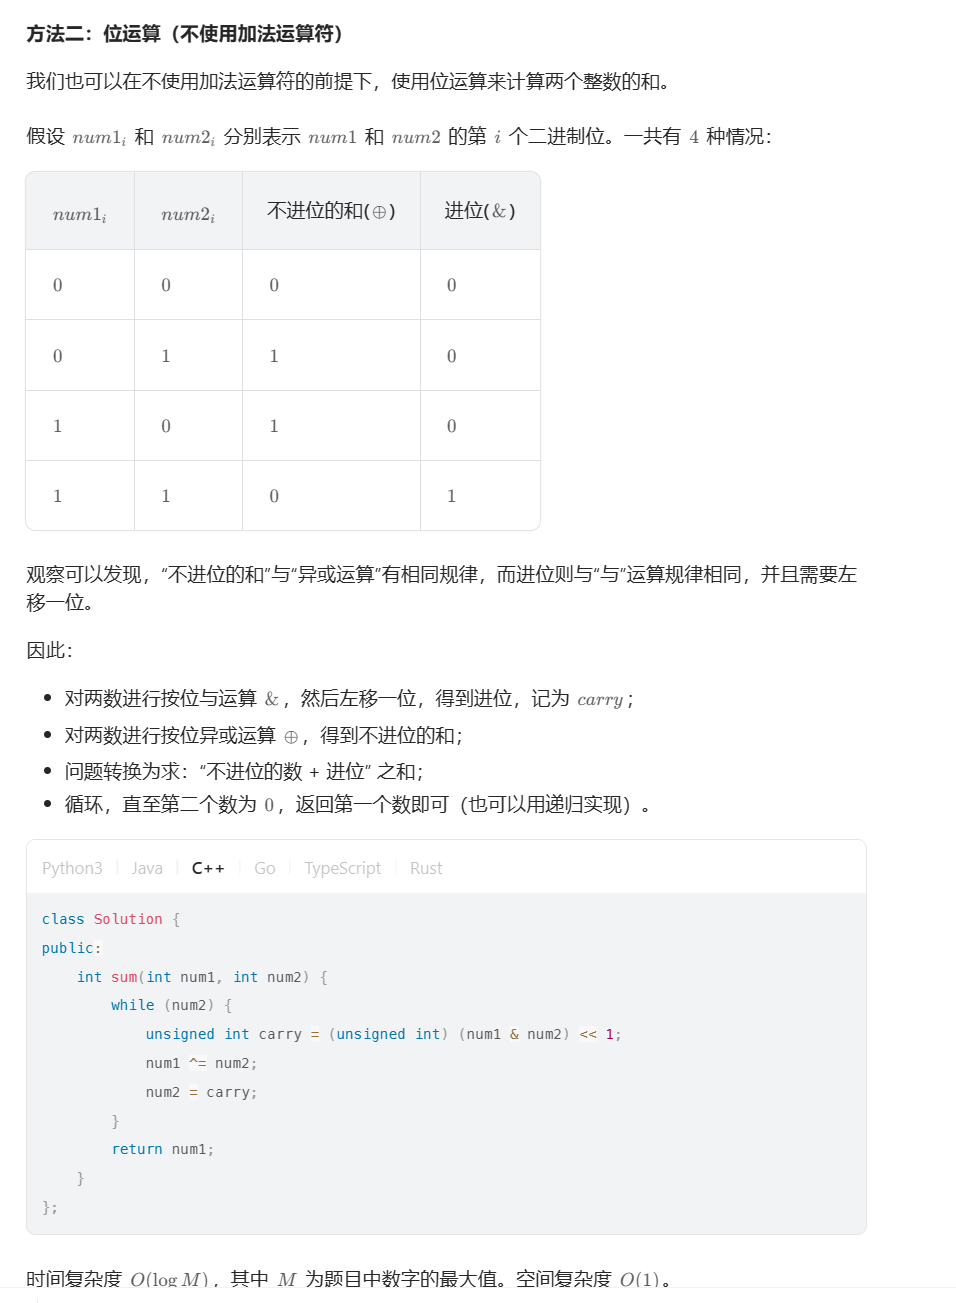 方法二：位运算（不使用加法运算符）
我们也可以在不使用加法运算符的前提下，使用位运算来计算两个整数的和。
假设 num1i 和 num2i 分别表示 num1 和 num2 的第 i 个二进制位。一共有 4 种情况：
num1i num2i 不进位的和(⊕) 进位(&)
0 0 0 0
0 1 1 0
1 0 1 0
1 1 0 1
观察可以发现，“不进位的和”与“异或运算”有相同规律，而进位则与“与”运算规律相同，并且需要左
移一位。
因此：
• 对两数进行按位与运算 &，然后左移一位，得到进位，记为 carry；
• 对两数进行按位异或运算 ⊕，得到不进位的和；
• 问题转换为求：“不进位的数 + 进位” 之和；
• 循环，直至第二个数为 0，返回第一个数即可（也可以用递归实现）。
Python3 | Java | C++ | Go | TypeScript | Rust
class Solution {
public:
    int sum(int num1, int num2) {
        while (num2) {
            unsigned int carry = (unsigned int) (num1 & num2) << 1;
            num1 ^= num2;
            num2 = carry;
        }
        return num1;
    }
};
时间复杂度 O(log M)，其中 M 为题目中数字的最大值。空间复杂度 O(1)。